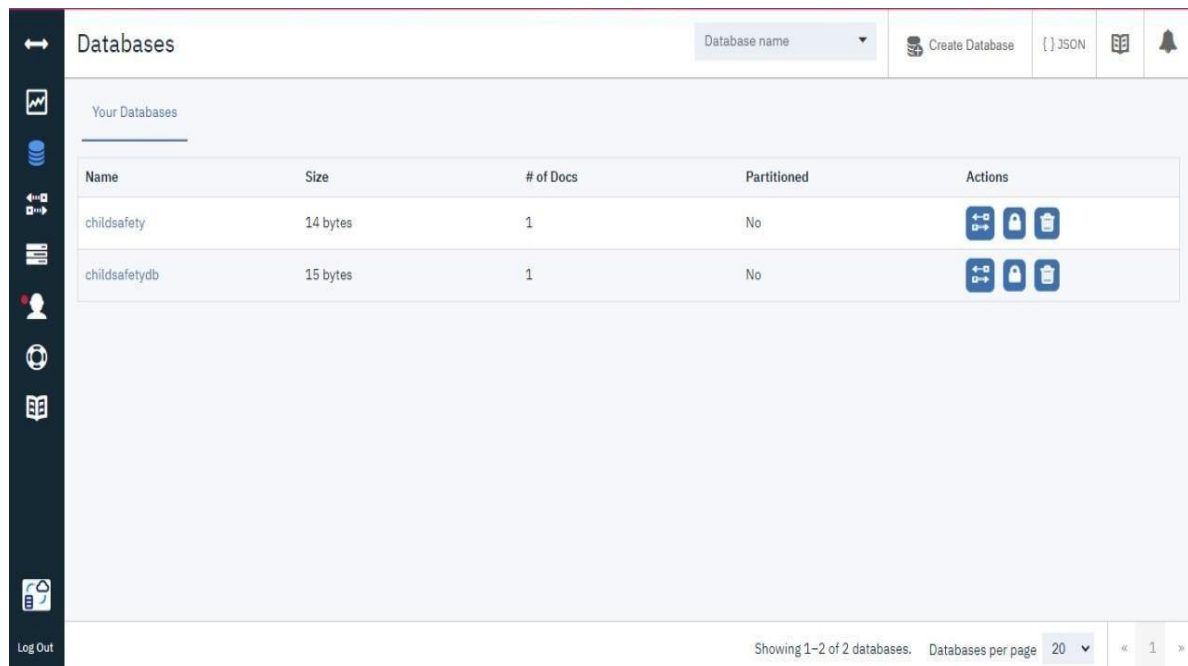 Databases
Database name
Create Database
{ } JSON
Your Databases
Name Size # of Docs Partitioned Actions
childsafety 14 bytes 1 No
childsafetydb 15 bytes 1 No
Log Out
Showing 1–2 of 2 databases. Databases per page 20 « 1 »